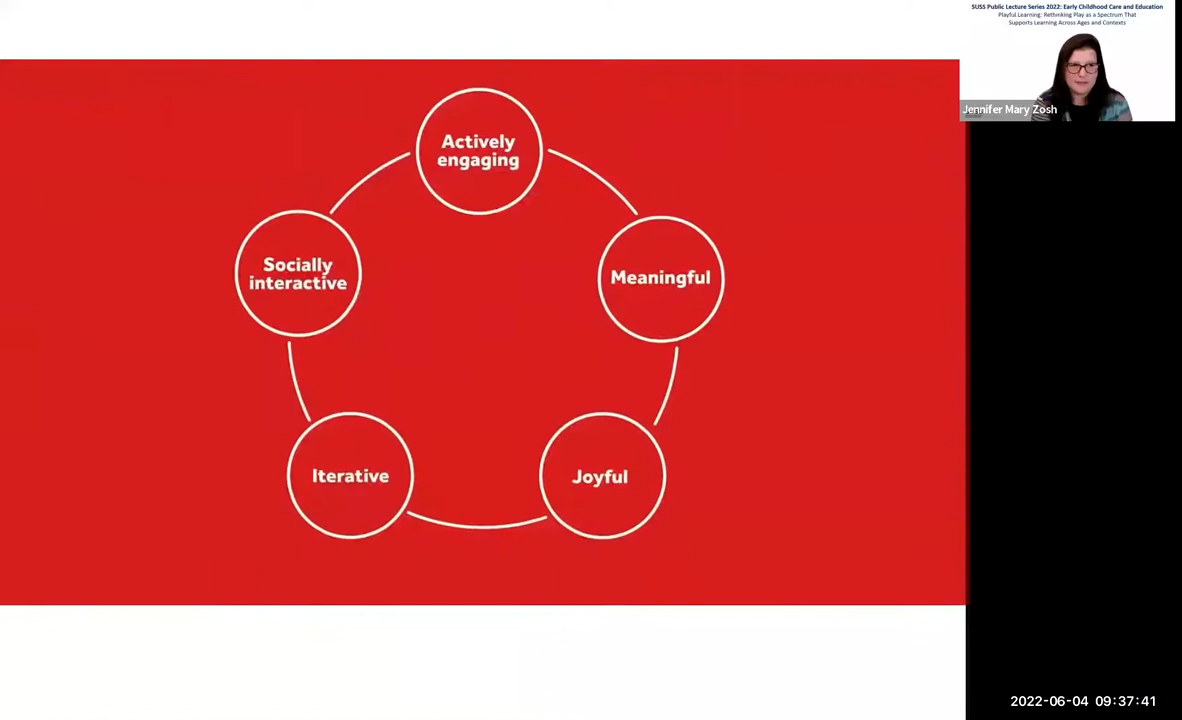 SUSS Public Lecture Series 2022: Early Childhood Care and Education
Playful Learning: Rethinking Play as a Spectrum That
Supports Learning Across Ages and Contexts
Jennifer Mary Zosh
Actively
engaging
Socially
interactive
Meaningful
Iterative
Joyful
2022-06-04 09:37:41